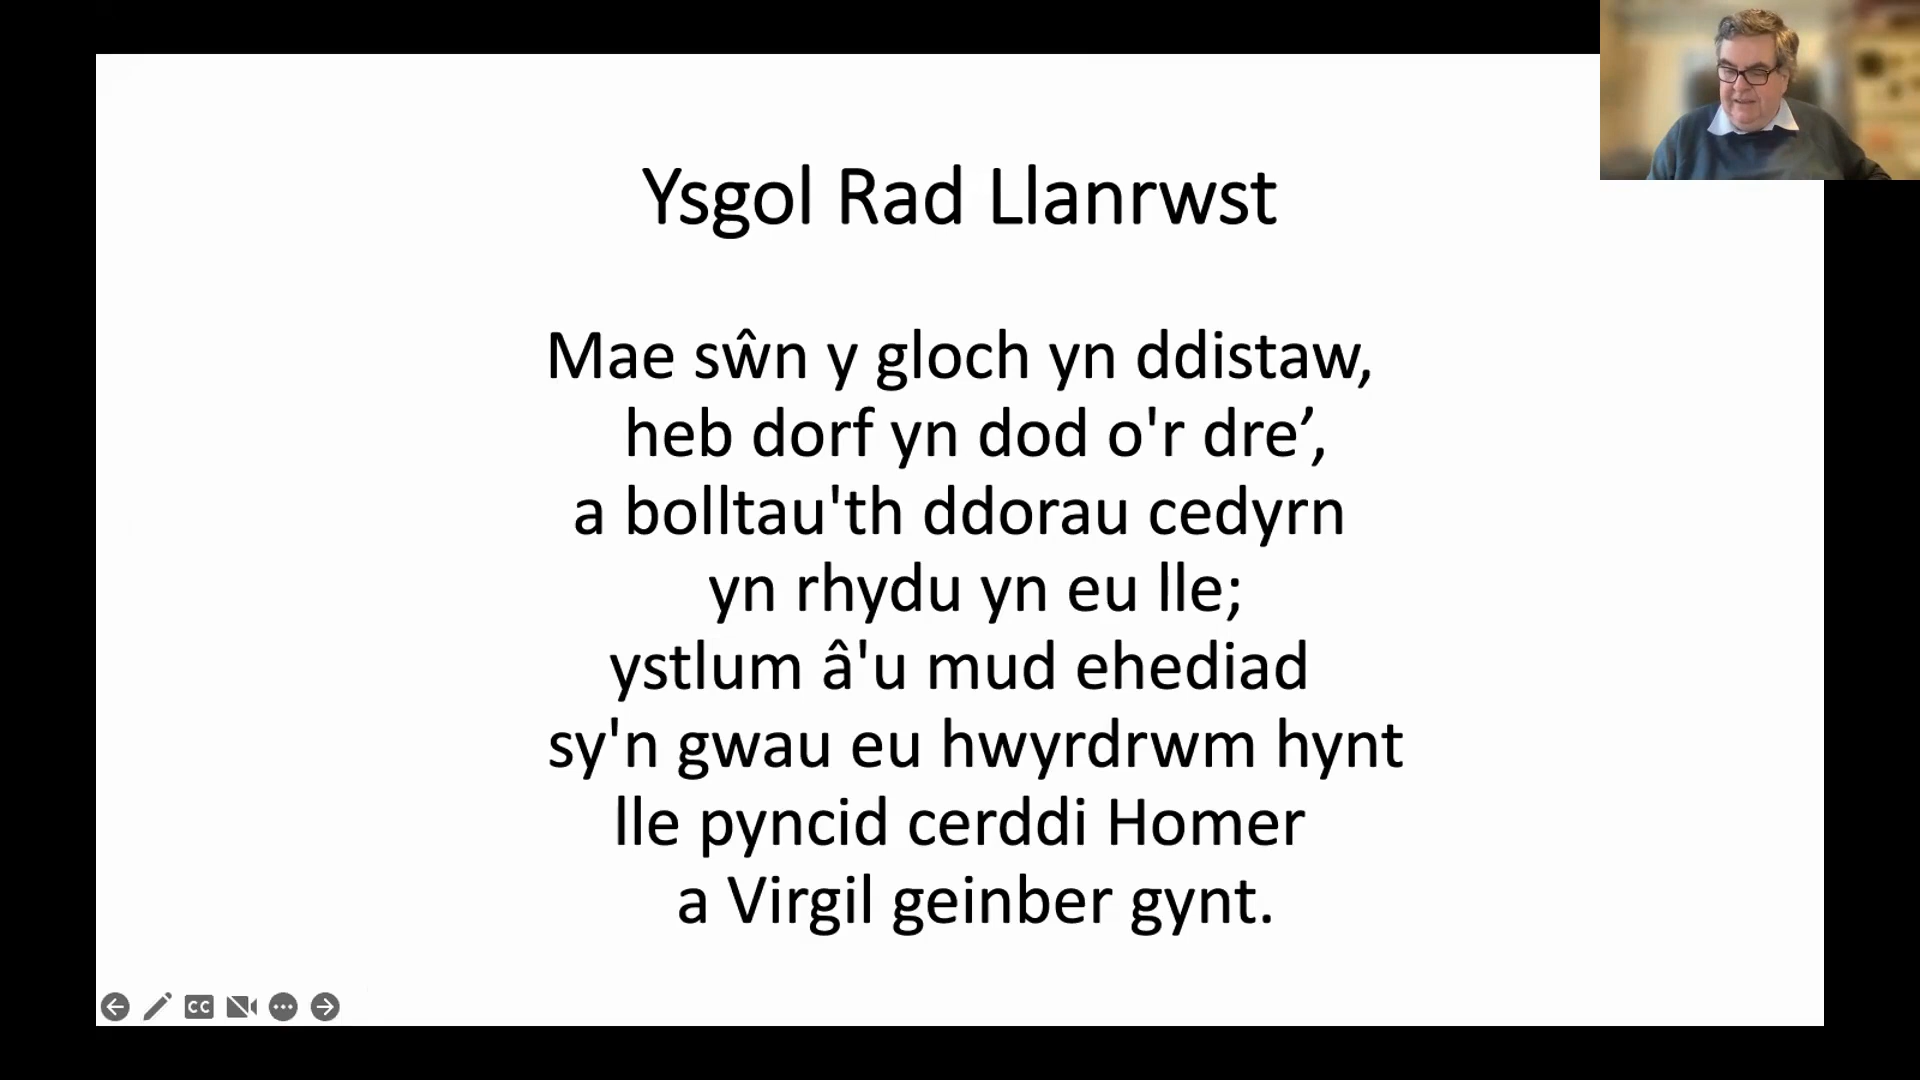 Ysgol Rad Llanrwst
Mae sŵn y gloch yn ddistaw,
heb dorf yn dod o'r dre’,
a bolltau'th ddorau cedyrn
yn rhydu yn eu lle;
ystlum â'u mud ehediad
sy'n gwau eu hwyrdrwm hynt
lle pyncid cerddi Homer
a Virgil geinber gynt.
CC